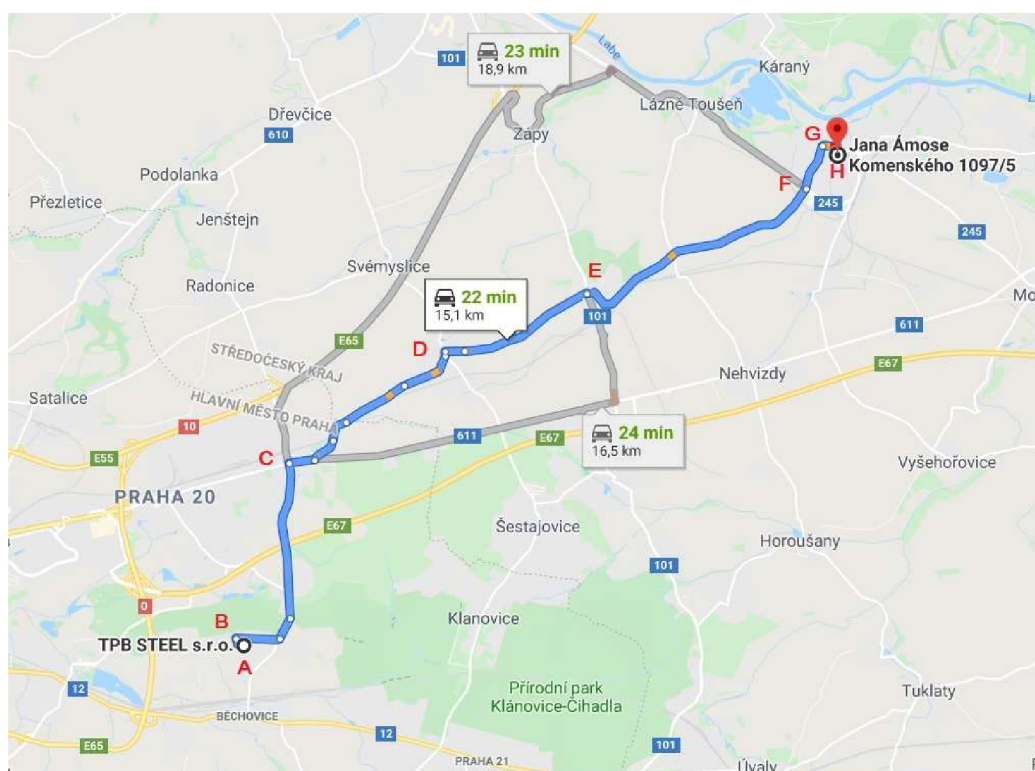 23 min
18,9 km
101
Labe
Káraný
Dřevčice
Lázně Toušeň
610
Zápy
G
Jana Ámose
Komenského 1097/5
H
Podolanka
F
Přezletice
Jenštejn
101
245
245
Svémyslice
E
Radonice
22 min
15,1 km
101
Mo
611
E65
D
STŘEDOČESKÝ KRAJ
Nehvizdy
HLAVNÍ MĚSTO PRAHA
Satalice
10
24 min
16,5 km
611
E67
E67
C
E55
Vyšehořovice
PRAHA 20
E67
Šestajovice
Horoušany
101
0
B
Klanovice
TPB STEEL s.r.o.
A
12
Přírodní park
Klánovice-Čihadla
Tuklaty
BĚCHOVICE
12
E65
101
PRAHA 21
Úvaly